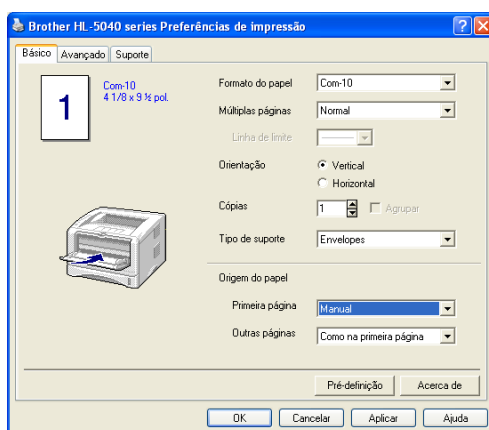 Brother HL-5040 series Preferências de impressão
Básico Avançado Suporte
1
Com-10
4 1/8 x 9 ½ pol.
Formato do papel Com-10
Múltiplas páginas Normal
Linha de limite
Orientação Vertical
Horizontal
Cópias 1 Agrupar
Tipo de suporte Envelopes
Origem do papel
Primeira página Manual
Outras páginas Como na primeira página
Pré-definição Acerca de
OK Cancelar Aplicar Ajuda